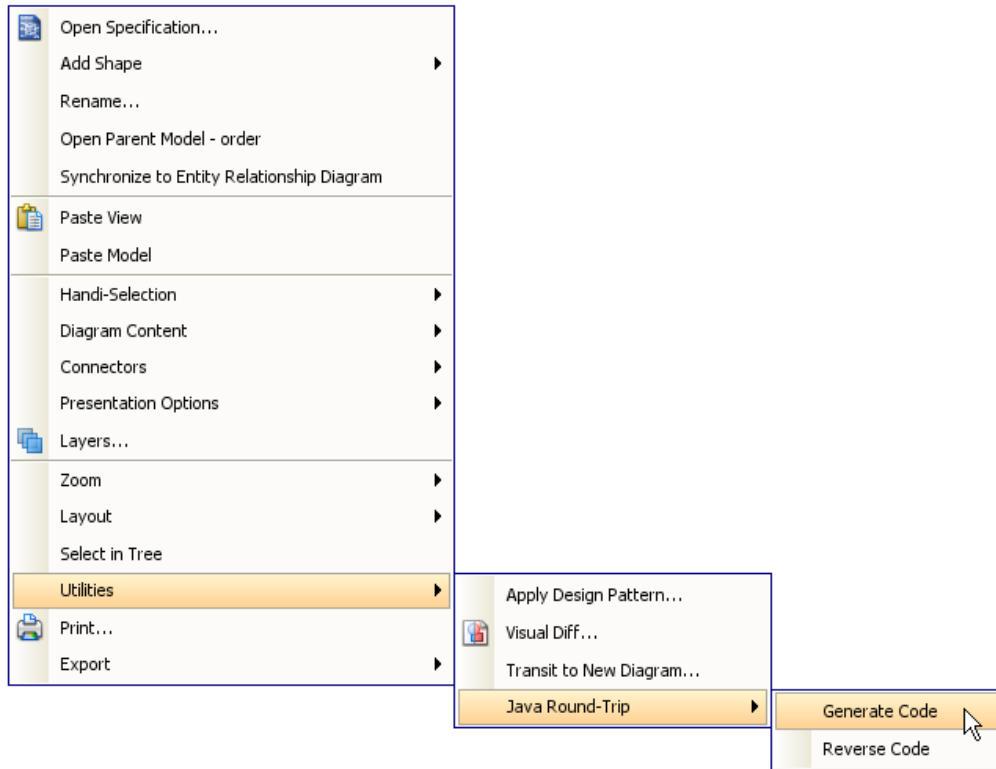 Open Specification...
Add Shape
Rename...
Open Parent Model - order
Synchronize to Entity Relationship Diagram
Paste View
Paste Model
Handi-Selection
Diagram Content
Connectors
Presentation Options
Layers...
Zoom
Layout
Select in Tree
Utilities
Print...
Export
Apply Design Pattern...
Visual Diff...
Transit to New Diagram...
Java Round-Trip
Generate Code
Reverse Code